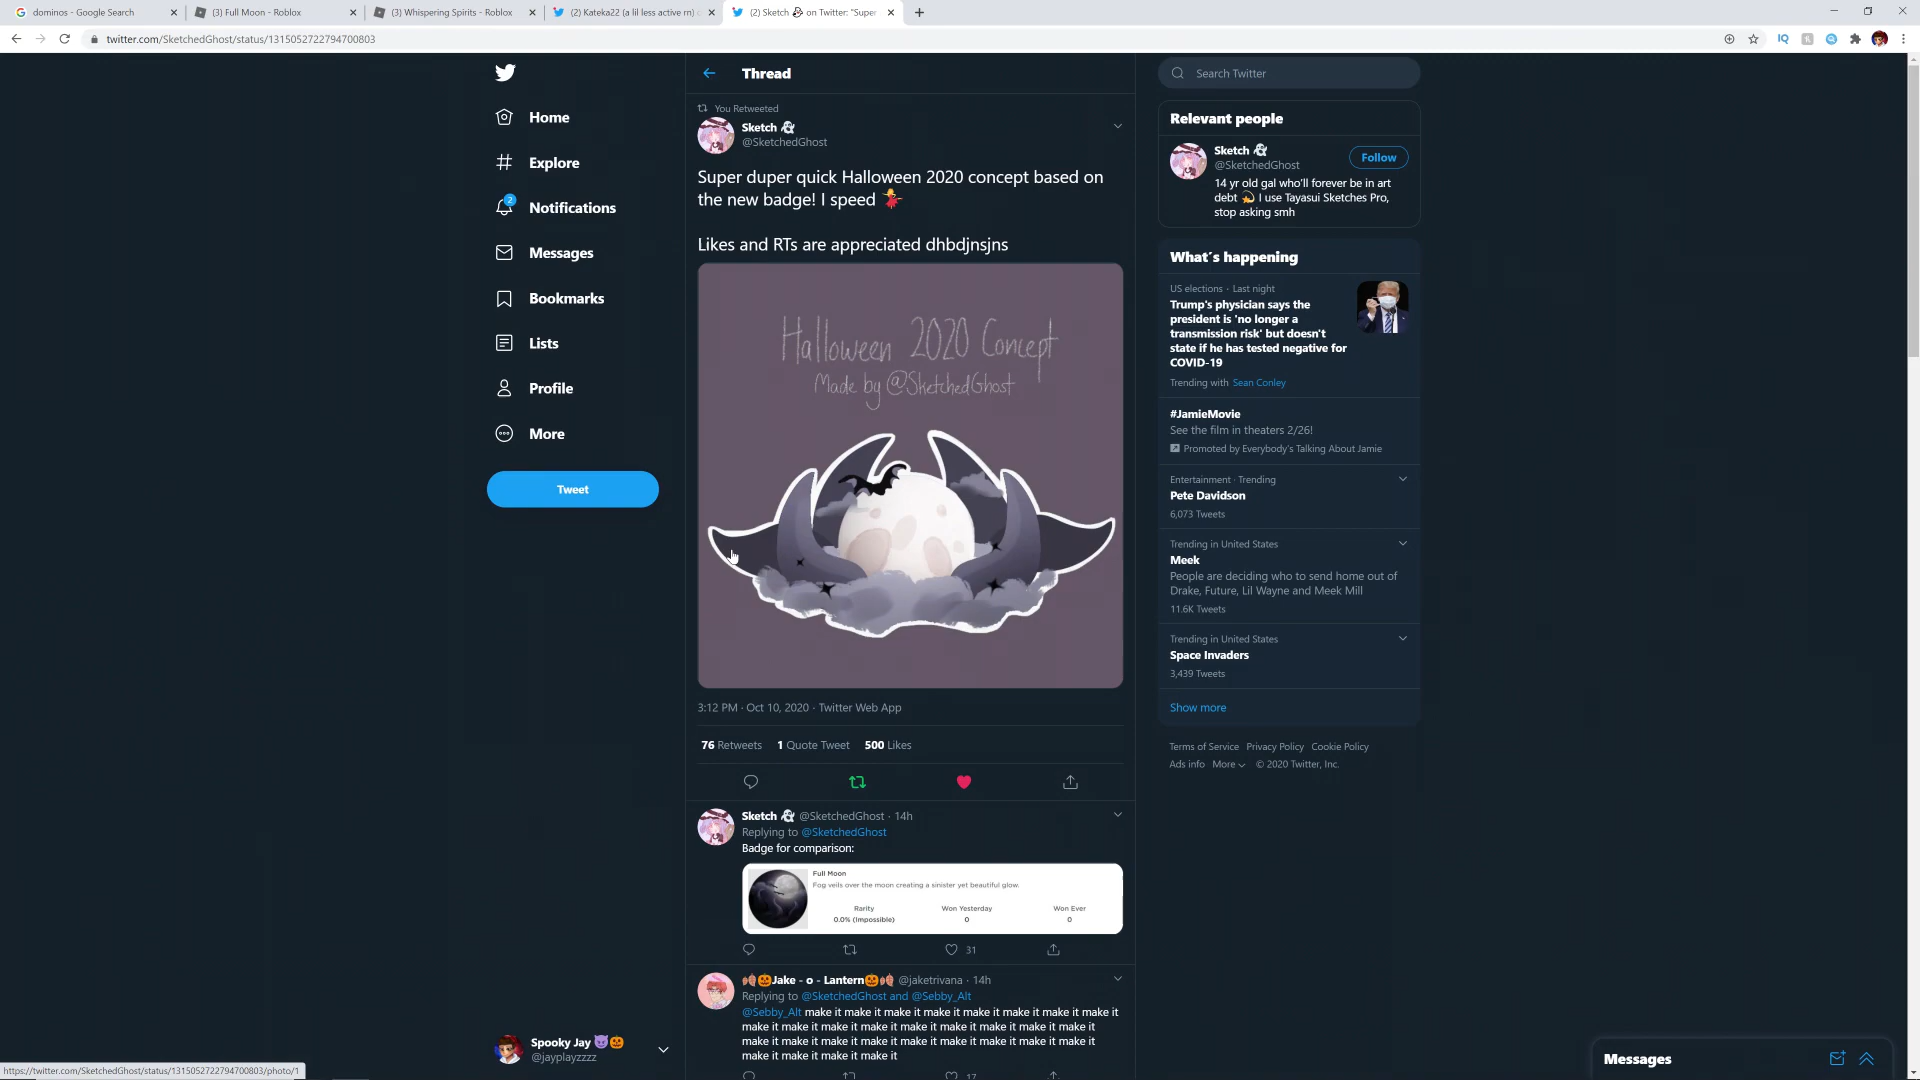 dominos - Google Search
(3) Full Moon - Roblox
(3) Whispering Spirits - Roblox
(2) Kateka22 (a lil less active rn)
(2) Sketch 👻 on Twitter: "Super
twitter.com/SketchedGhost/status/1315052722794700803
Home
Explore
2
Notifications
Messages
Bookmarks
Lists
Profile
More
Tweet
Spooky Jay 😈🎃
@jayplayzzzz
https://twitter.com/SketchedGhost/status/1315052722794700803/photo/1
Thread
You Retweeted
Sketch 👻
@SketchedGhost
Super duper quick Halloween 2020 concept based on
the new badge! I speed 💃
Likes and RTs are appreciated dhbdjnsjns
Halloween 2020 Concept
Made by @SketchedGhost
3:12 PM · Oct 10, 2020 · Twitter Web App
76 Retweets 1 Quote Tweet 500 Likes
Sketch 👻 @SketchedGhost · 14h
Replying to @SketchedGhost
Badge for comparison:
Full Moon
Fog veils over the moon creating a sinister yet beautiful glow.
Rarity Won Yesterday Won Ever
0.0% (Impossible) 0 0
31
🍂🎃Jake - o - Lantern🎃🍂 @jaketrivana · 14h
Replying to @SketchedGhost and @Sebby_Alt
@Sebby_Alt make it make it make it make it make it make it make it make it
make it make it make it make it make it make it make it make it make it
make it make it make it make it make it make it make it make it make it
make it make it make it make it
17
Search Twitter
Relevant people
Sketch 👻
@SketchedGhost
Follow
14 yr old gal who'll forever be in art
debt 💫 I use Tayasui Sketches Pro,
stop asking smh
What's happening
US elections · Last night
Trump's physician says the
president is 'no longer a
transmission risk' but doesn't
state if he has tested negative for
COVID-19
Trending with Sean Conley
#JamieMovie
See the film in theaters 2/26!
Promoted by Everybody's Talking About Jamie
Entertainment · Trending
Pete Davidson
6,073 Tweets
Trending in United States
Meek
People are deciding who to send home out of
Drake, Future, Lil Wayne and Meek Mill
11.6K Tweets
Trending in United States
Space Invaders
3,439 Tweets
Show more
Terms of Service Privacy Policy Cookie Policy
Ads info More © 2020 Twitter, Inc.
Messages